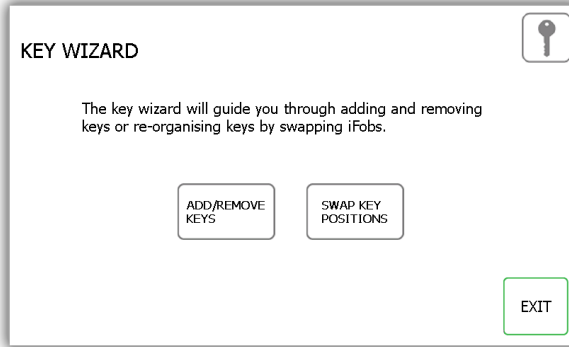 KEY WIZARD
The key wizard will guide you through adding and removing
keys or re-organising keys by swapping iFobs.
ADD/REMOVE
KEYS
SWAP KEY
POSITIONS
EXIT